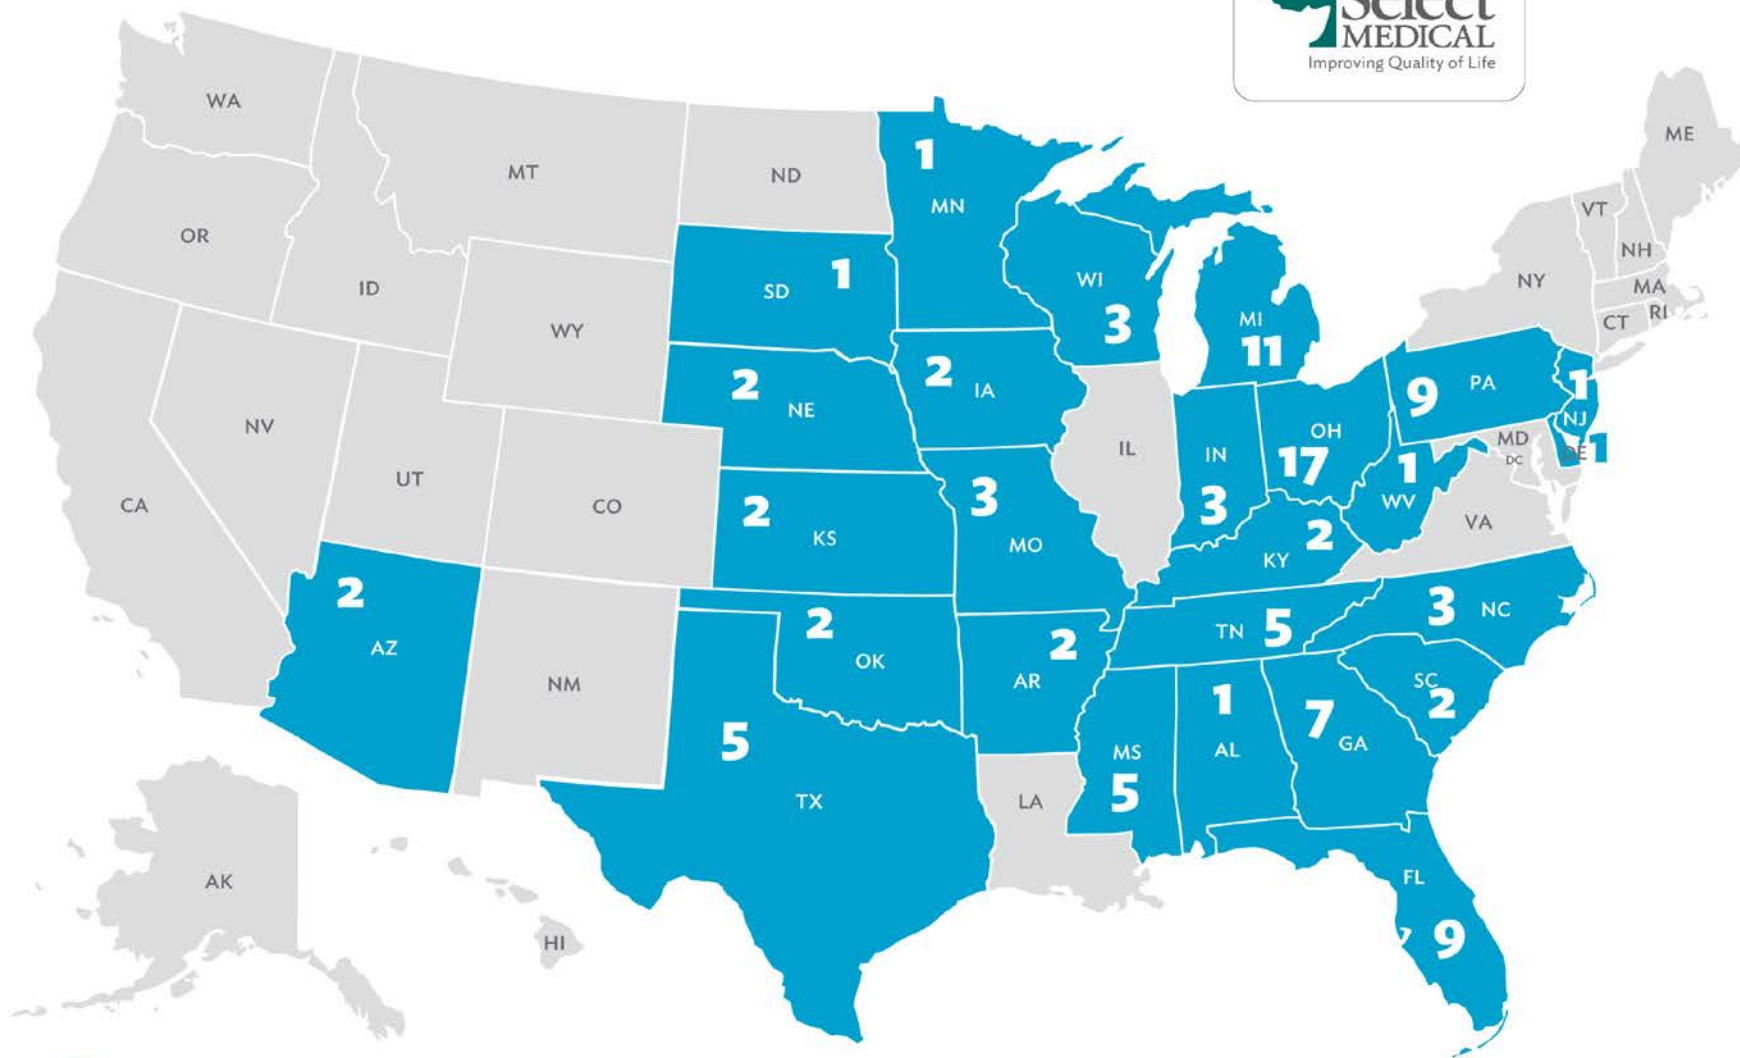 Select
MEDICAL
Improving Quality of Life
WA
MT
ND
1
MN
ME
OR
ID
WY
SD
1
WI
3
MI
11
NY
VT
NH
MA
CT
RI
NV
UT
CO
CA
2
NE
2
IA
IL
IN
3
OH
17
9
PA
1
NJ
MD
DC
DE
1
1
WV
VA
2
KS
3
MO
KY
2
2
AZ
NM
2
OK
2
AR
TN
5
3
NC
SC
2
5
TX
LA
MS
5
1
AL
7
GA
FL
9
AK
HI